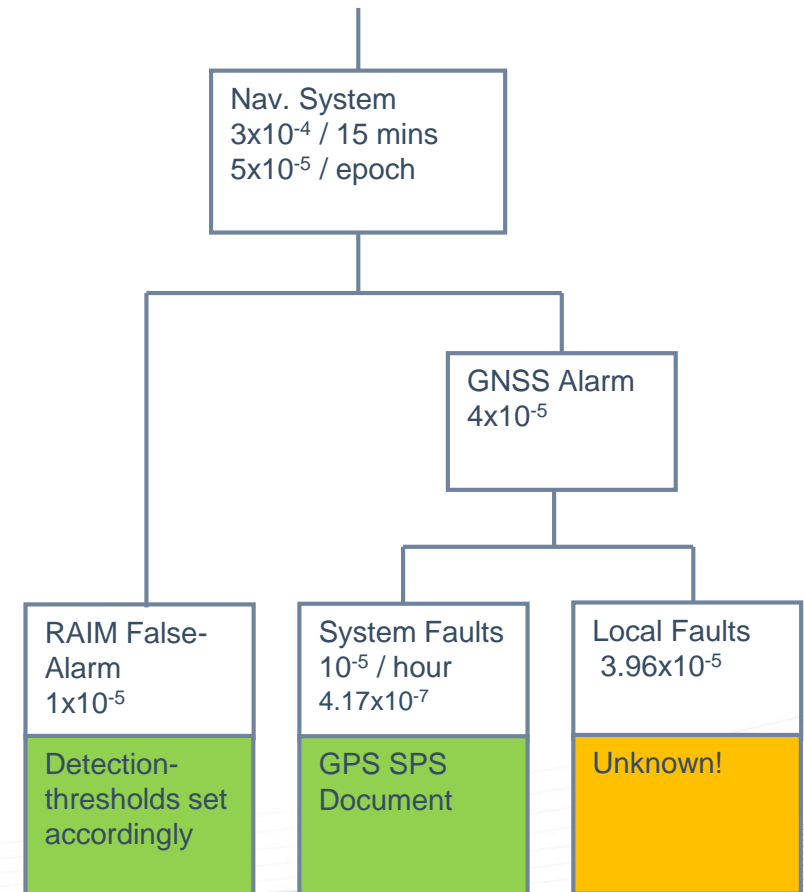 Nav. System
3x10⁻⁴ / 15 mins
5x10⁻⁵ / epoch
GNSS Alarm
4x10⁻⁵
RAIM False-
Alarm
1x10⁻⁵
Detection-
thresholds set
accordingly
System Faults
10⁻⁵ / hour
4.17x10⁻⁷
GPS SPS
Document
Local Faults
3.96x10⁻⁵
Unknown!